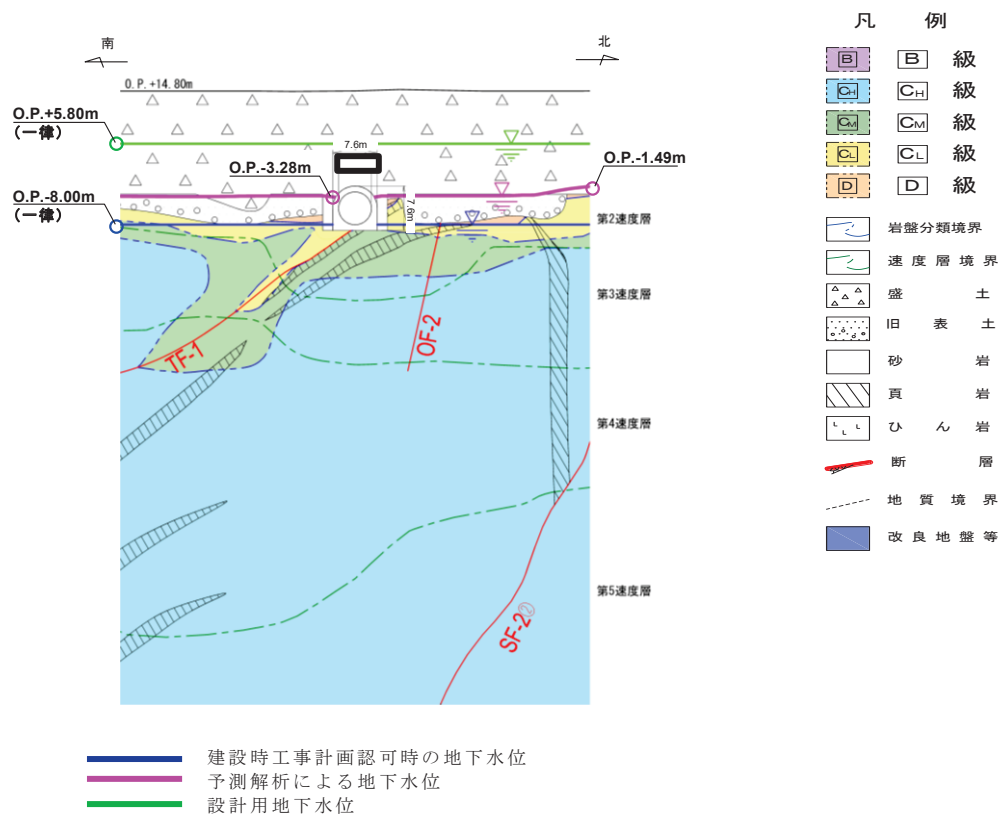 南
北
O.P. +14.80m
O.P.+5.80m
(一律)
7.6m
O.P.-3.28m
O.P.-1.49m
O.P.-8.00m
(一律)
7.6m
第2速度層
第3速度層
TF-1
OF-2
第4速度層
第5速度層
SF-2②
凡 例
B B 級
CH CH 級
CM CM 級
CL CL 級
D D 級
岩盤分類境界
速度層境界
盛土
旧表土
砂岩
頁岩
ひん岩
断層
地質境界
改良地盤等
建設時工事計画認可時の地下水位
予測解析による地下水位
設計用地下水位